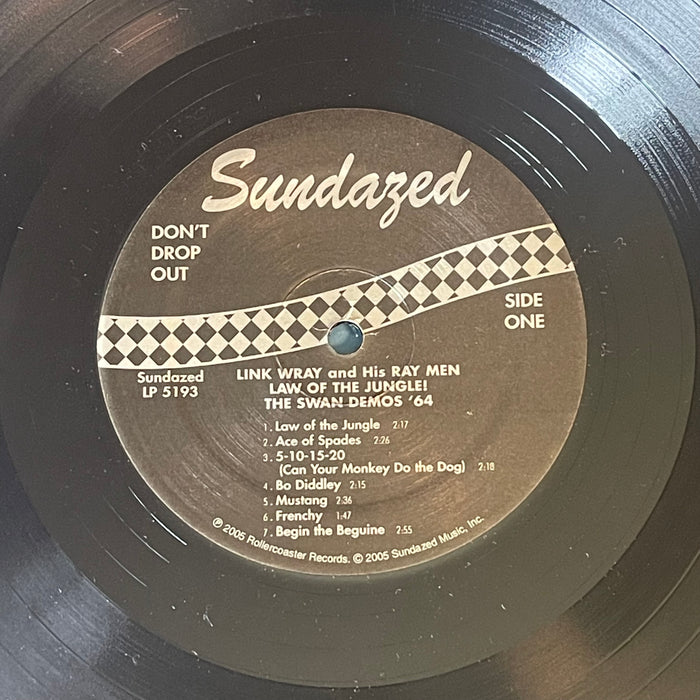 Sundazed
DON'T
DROP
OUT
SIDE
ONE
Sundazed
LP 5193
LINK WRAY and His RAY MEN
LAW OF THE JUNGLE!
THE SWAN DEMOS '64
1. Law of the Jungle 2:17
2. Ace of Spades 2:26
3. 5-10-15-20
(Can Your Monkey Do the Dog) 2:18
4. Bo Diddley 2:15
5. Mustang 2:36
6. Frenchy 1:47
7. Begin the Beguine 2:55
℗ 2005 Rollercoaster Records. © 2005 Sundazed Music, Inc.